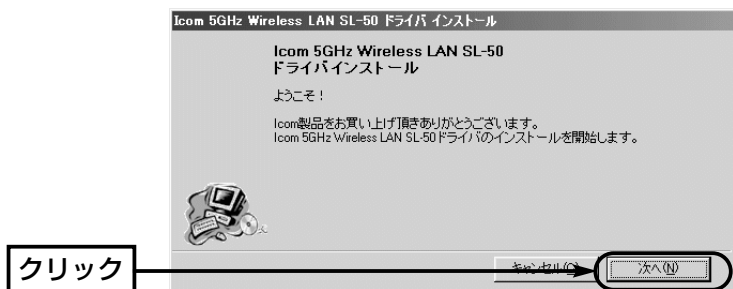 Icom 5GHz Wireless LAN SL-50 ドライバ インストール
Icom 5GHz Wireless LAN SL-50
ドライバインストール
ようこそ！
Icom製品をお買い上げ頂きありがとうございます。
Icom 5GHz Wireless LAN SL-50ドライバのインストールを開始します。
クリック
キャンセル(C)
次へ(N)